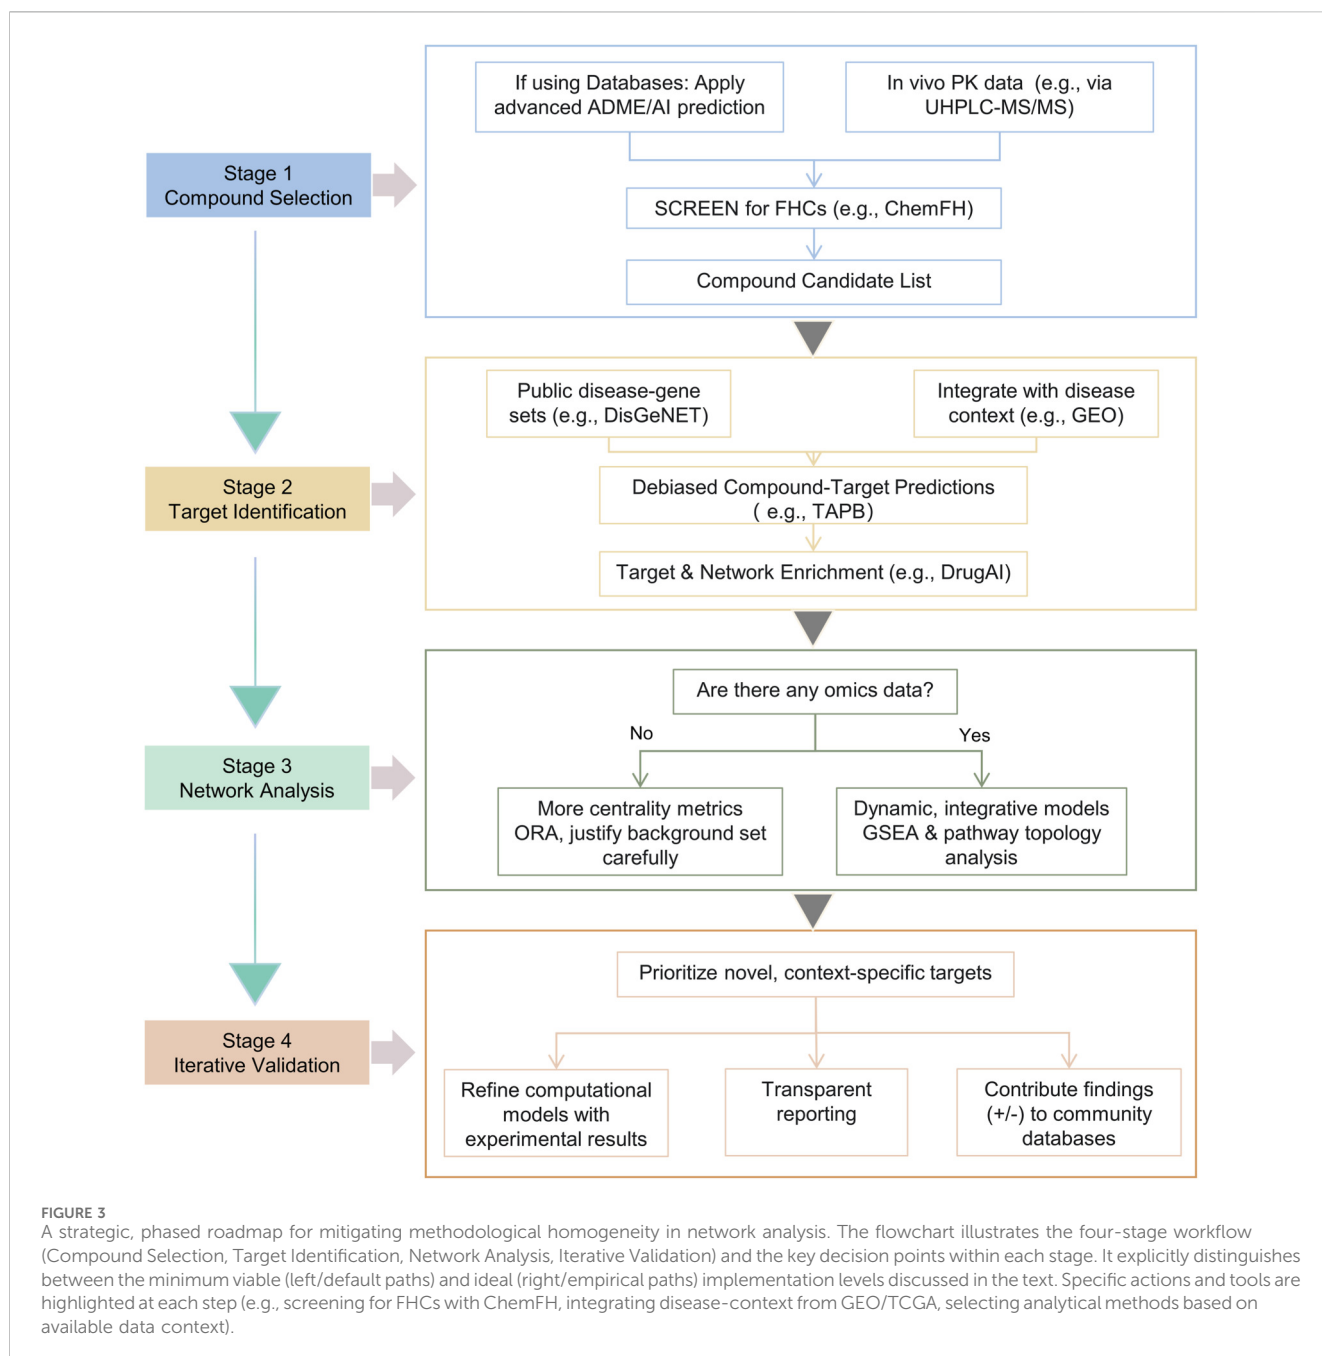 If using Databases: Apply
advanced ADME/AI prediction
In vivo PK data  (e.g., via
UHPLC-MS/MS)
Stage 1
Compound Selection
SCREEN for FHCs (e.g., ChemFH)
Compound Candidate List
Public disease-gene
sets (e.g., DisGeNET)
Integrate with disease
context (e.g., GEO)
Stage 2
Target Identification
Debiased Compound-Target Predictions
( e.g., TAPB)
Target & Network Enrichment (e.g., DrugAI)
Are there any omics data?
No
Yes
Stage 3
Network Analysis
More centrality metrics
ORA, justify background set
carefully
Dynamic, integrative models
GSEA & pathway topology
analysis
Prioritize novel, context-specific targets
Stage 4
Iterative Validation
Refine computational
models with
experimental results
Transparent
reporting
Contribute findings
(+/-) to community
databases
FIGURE 3
A strategic, phased roadmap for mitigating methodological homogeneity in network analysis. The flowchart illustrates the four-stage workflow
(Compound Selection, Target Identification, Network Analysis, Iterative Validation) and the key decision points within each stage. It explicitly distinguishes
between the minimum viable (left/default paths) and ideal (right/empirical paths) implementation levels discussed in the text. Specific actions and tools are
highlighted at each step (e.g., screening for FHCs with ChemFH, integrating disease-context from GEO/TCGA, selecting analytical methods based on
available data context).